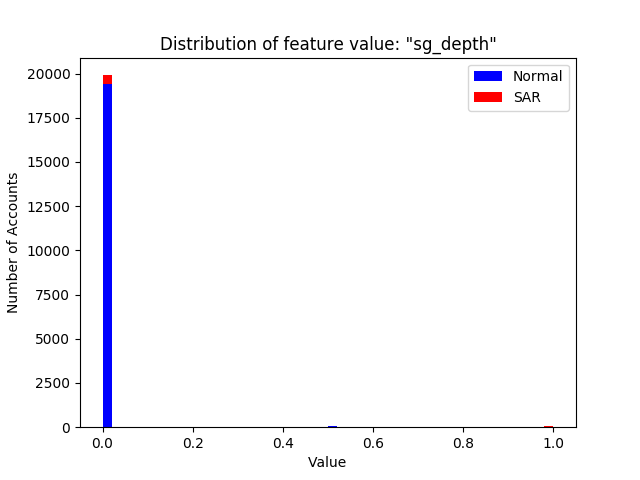 Distribution of feature value: "sg_depth"
Normal
SAR
20000
17500
15000
12500
10000
7500
5000
2500
0
Number of Accounts
0.0 0.2 0.4 0.6 0.8 1.0
Value